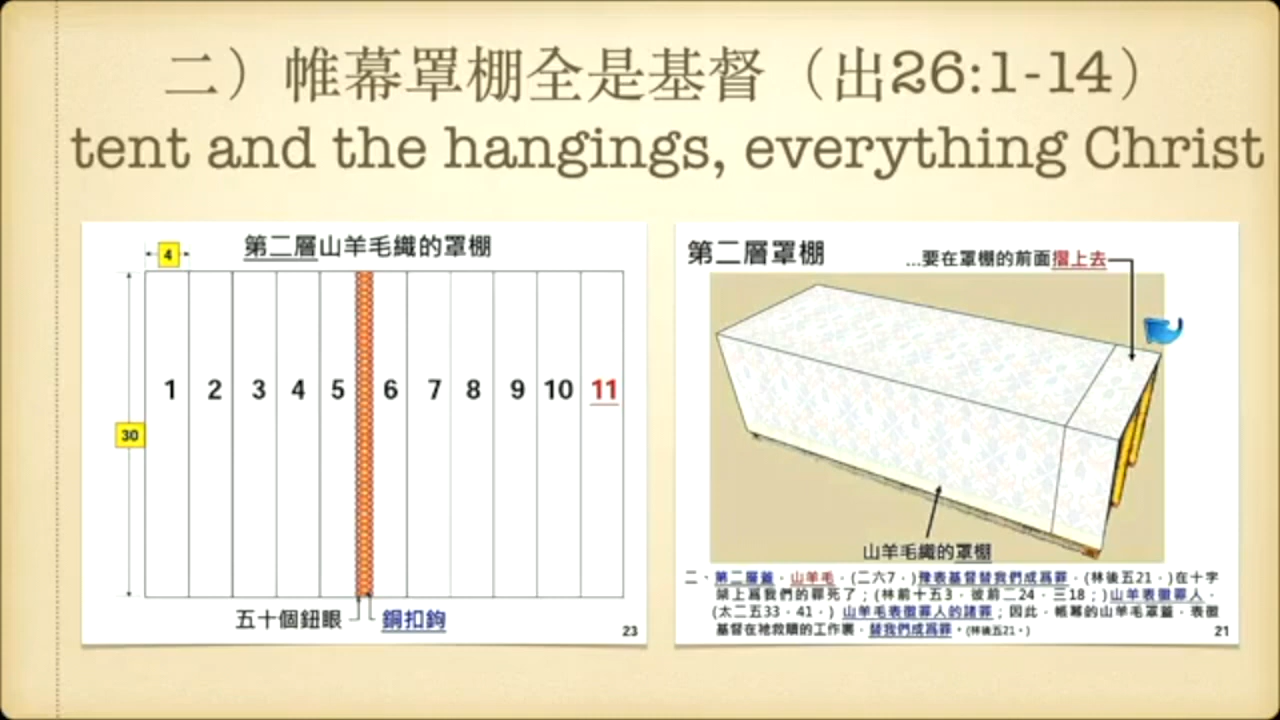 二）帷幕罩棚全是基督（出26:1-14）
tent and the hangings, everything Christ
第二層山羊毛織的罩棚
4
30
1 2 3 4 5 6 7 8 9 10 11
五十個鈕眼 銅扣鉤
23
第二層罩棚
...要在罩棚的前面摺上去
山羊毛織的罩棚
二、第二層蓋．山羊毛．(二六7．)豫表基督替我們成爲罪．(林後五21．)在十字
架上爲我們的罪死了；(林前十五3．彼前二24．三18；)山羊表徵罪人．
(太二五33．41．) 山羊毛表徵罪人的諸罪；因此．帳幕的山羊毛罩蓋．表徵
基督在祂救贖的工作裏．替我們成爲罪。(林後五21。)
21